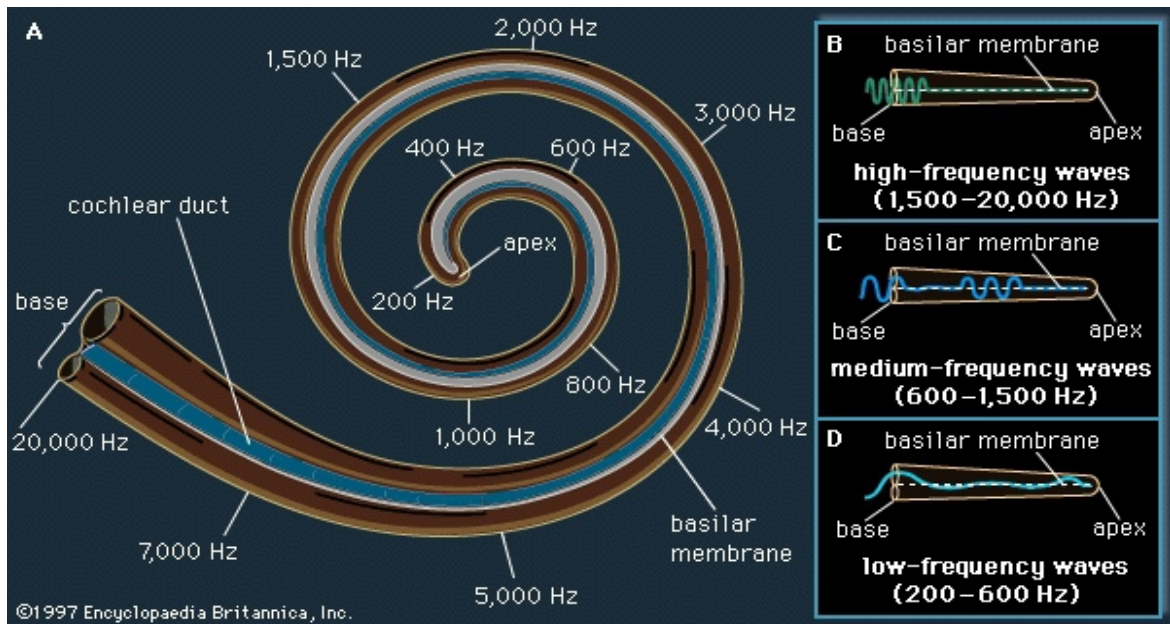 A
2,000 Hz
1,500 Hz
3,000 Hz
400 Hz
600 Hz
cochlear duct
apex
200 Hz
base
800 Hz
20,000 Hz
1,000 Hz
4,000 Hz
7,000 Hz
basilar
membrane
5,000 Hz
©1997 Encyclopaedia Britannica, Inc.
B
basilar membrane
base
apex
high-frequency waves
(1,500–20,000 Hz)
C
basilar membrane
base
apex
medium-frequency waves
(600–1,500 Hz)
D
basilar membrane
base
apex
low-frequency waves
(200–600 Hz)